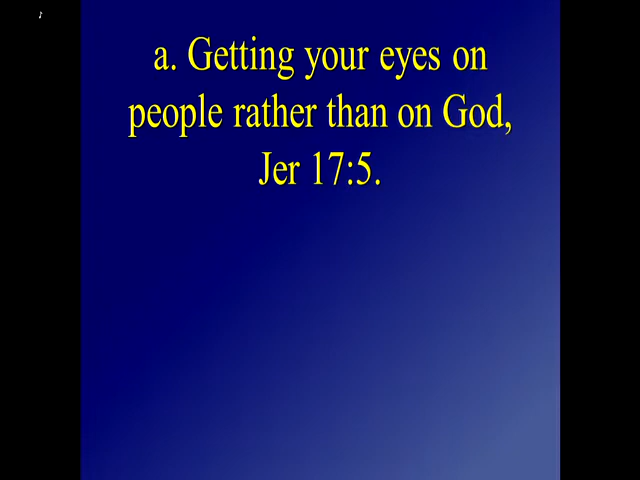 a. Getting your eyes on
people rather than on God,
Jer 17:5.